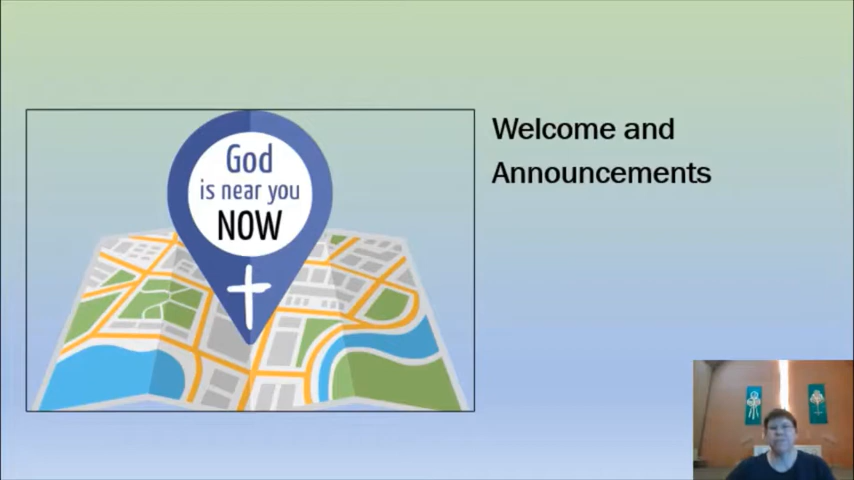 God
is near you
NOW
Welcome and
Announcements